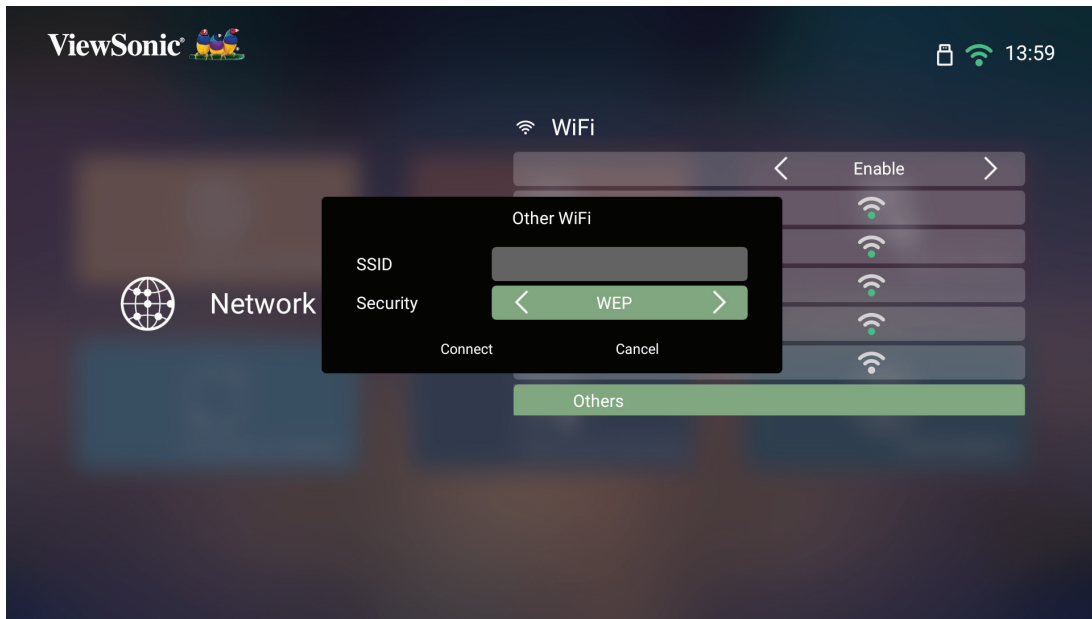 ViewSonic®
13:59
WiFi
Enable
Other WiFi
SSID
Network
Security
WEP
Connect
Cancel
Others